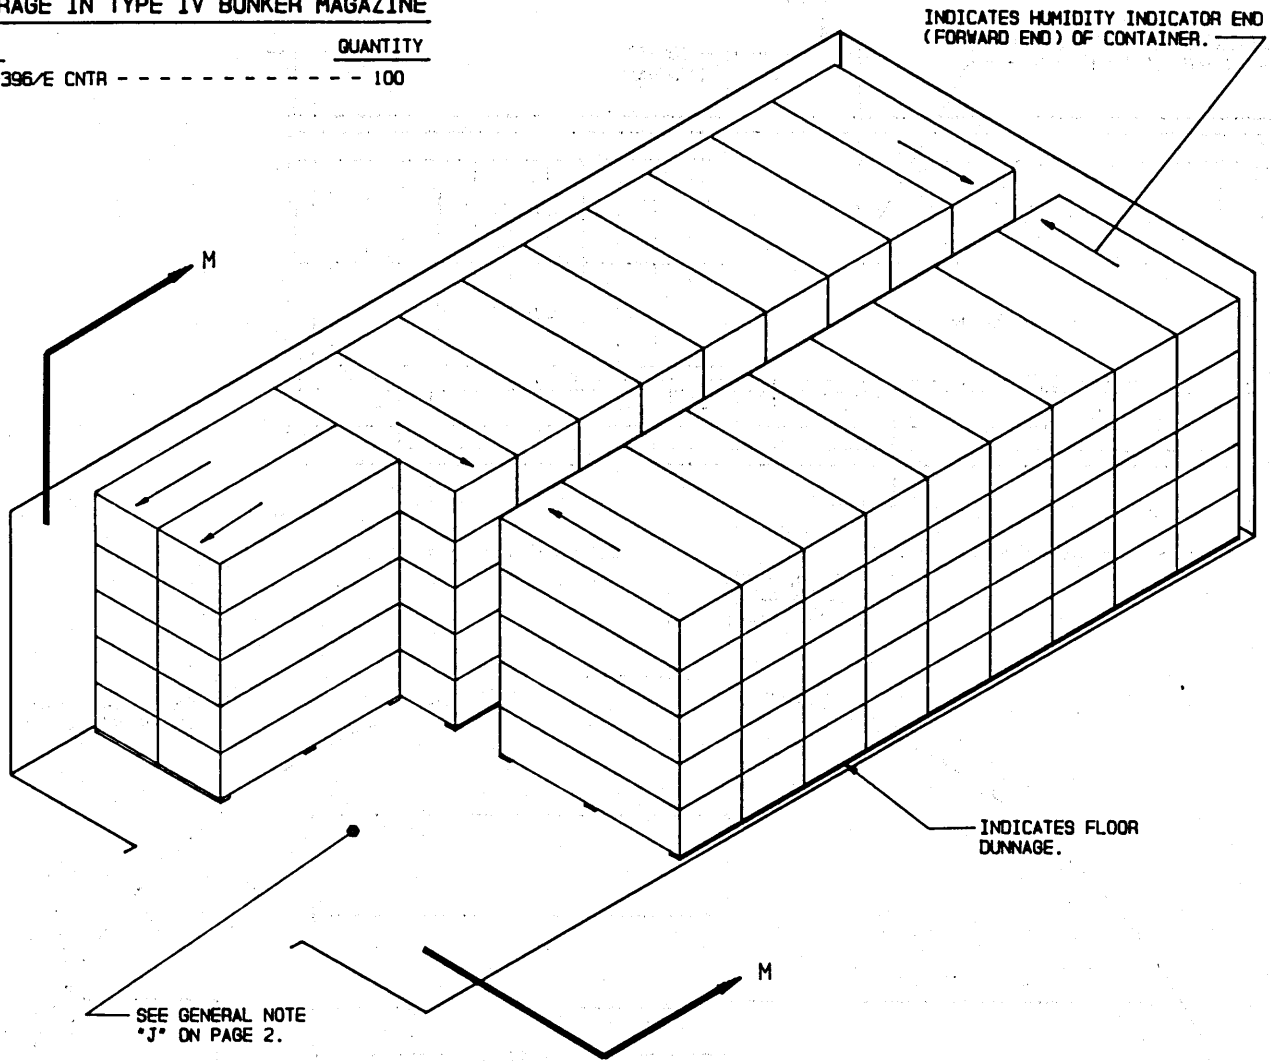 IN TYPE IV BUNKER MAGAZINE
QUANTITY
396/E CNTR - - - - - - - - - - - - 100
INDICATES HUMIDITY INDICATOR END
(FORWARD END) OF CONTAINER.
M
INDICATES FLOOR
DUNNAGE.
M
SEE GENERAL NOTE
"J" ON PAGE 2.